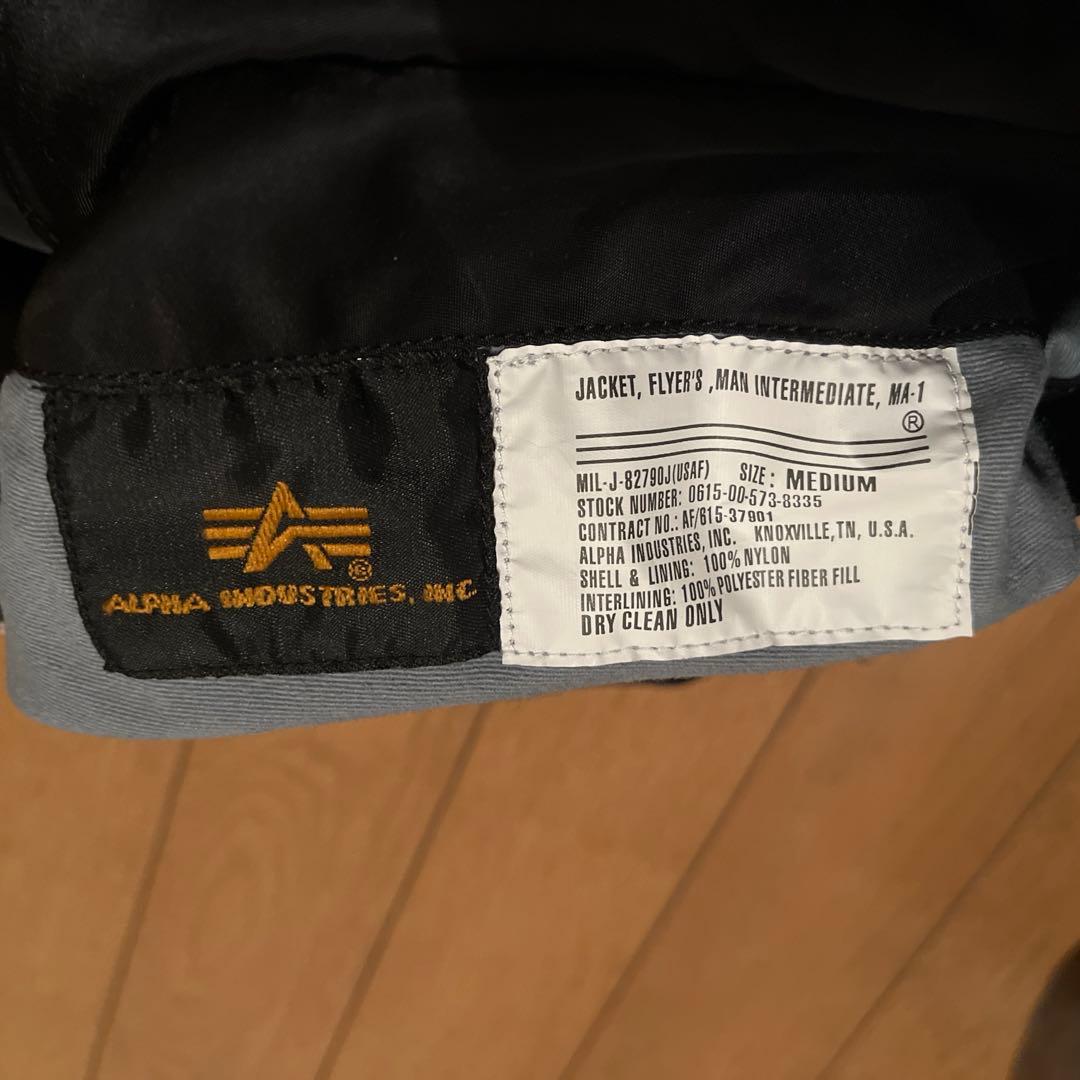 ALPHA INDUSTRIES, INC.
®
JACKET, FLYER'S ,MAN INTERMEDIATE, MA-1
®
MIL-J-82790J(USAF) SIZE: MEDIUM
STOCK NUMBER: 0615-00-573-8335
CONTRACT NO.: AF/615-37901
ALPHA INDUSTRIES, INC. KNOXVILLE,TN, U.S.A.
SHELL & LINING: 100% NYLON
INTERLINING: 100% POLYESTER FIBER FILL
DRY CLEAN ONLY